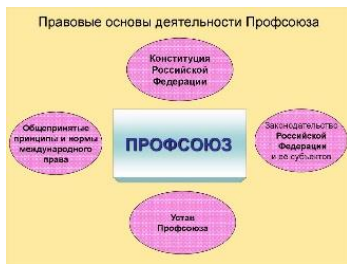 Правовые основы деятельности Профсоюза
Конституция
Российской
Федерации
Общепринятые
принципы и нормы
международного
права
ПРОФСОЮЗ
Законодательство
Российской
Федерации
и её субъектов
Устав
Профсоюза